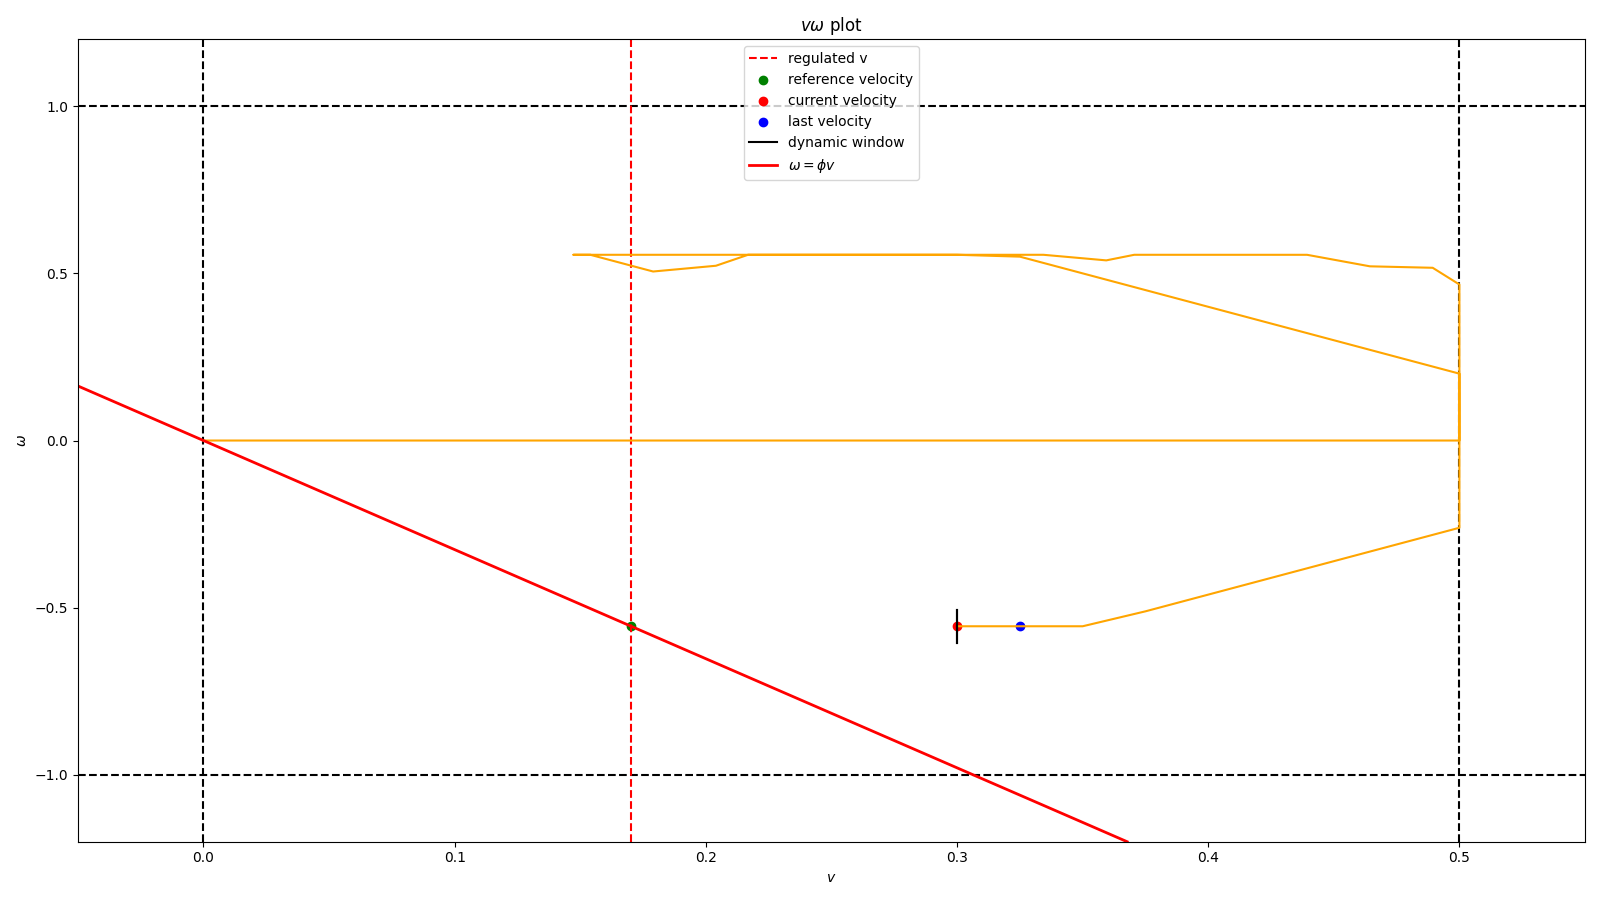 vω plot
regulated v
reference velocity
current velocity
last velocity
dynamic window
ω = ϕv
1.0
0.5
0.0
−0.5
−1.0
ω
0.0 0.1 0.2 0.3 0.4 0.5
v